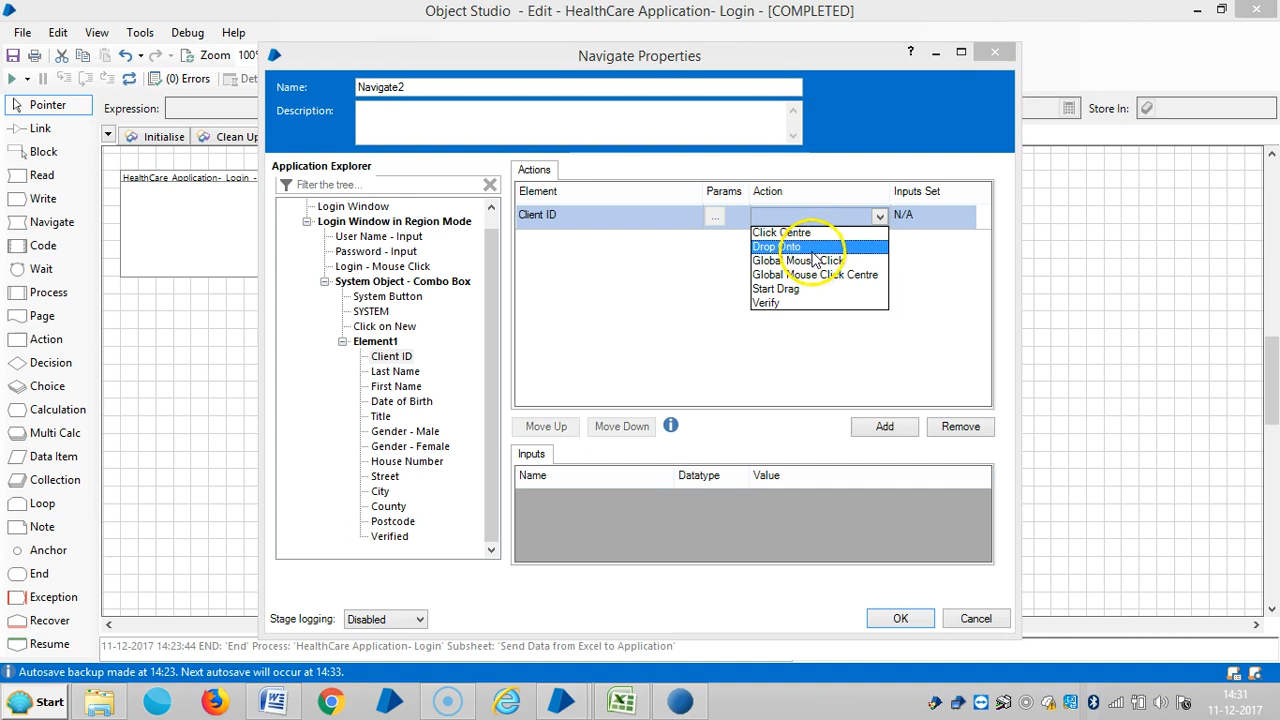 Object Studio - Edit - HealthCare Application- Login - [COMPLETED]
File Edit View Tools Debug Help
Zoom 100%
(0) Errors
Expression:
Store In:
Initialise
Clean Up
HealthCare Application- Login -
Pointer
Link
Block
Read
Write
Navigate
Code
Wait
Process
Page
Action
Decision
Choice
Calculation
Multi Calc
Data Item
Collection
Loop
Note
Anchor
End
Exception
Recover
Resume
Navigate Properties
?
Name: Navigate2
Description:
Application Explorer
Filter the tree...
Login Window
Login Window in Region Mode
User Name - Input
Password - Input
Login - Mouse Click
System Object - Combo Box
System Button
SYSTEM
Click on New
Element1
Client ID
Last Name
First Name
Date of Birth
Title
Gender - Male
Gender - Female
House Number
Street
City
County
Postcode
Verified
Actions
Element Params Action Inputs Set
Client ID ... N/A
Click Centre
Drop Onto
Global Mouse Click
Global Mouse Click Centre
Start Drag
Verify
Move Up Move Down Add Remove
Inputs
Name Datatype Value
Stage logging: Disabled
OK Cancel
11-12-2017 14:23:44 END: 'End' Process: 'HealthCare Application- Login' Subsheet: 'Send Data from Excel to Application'
Autosave backup made at 14:23. Next autosave will occur at 14:33.
Start
14:31
11-12-2017